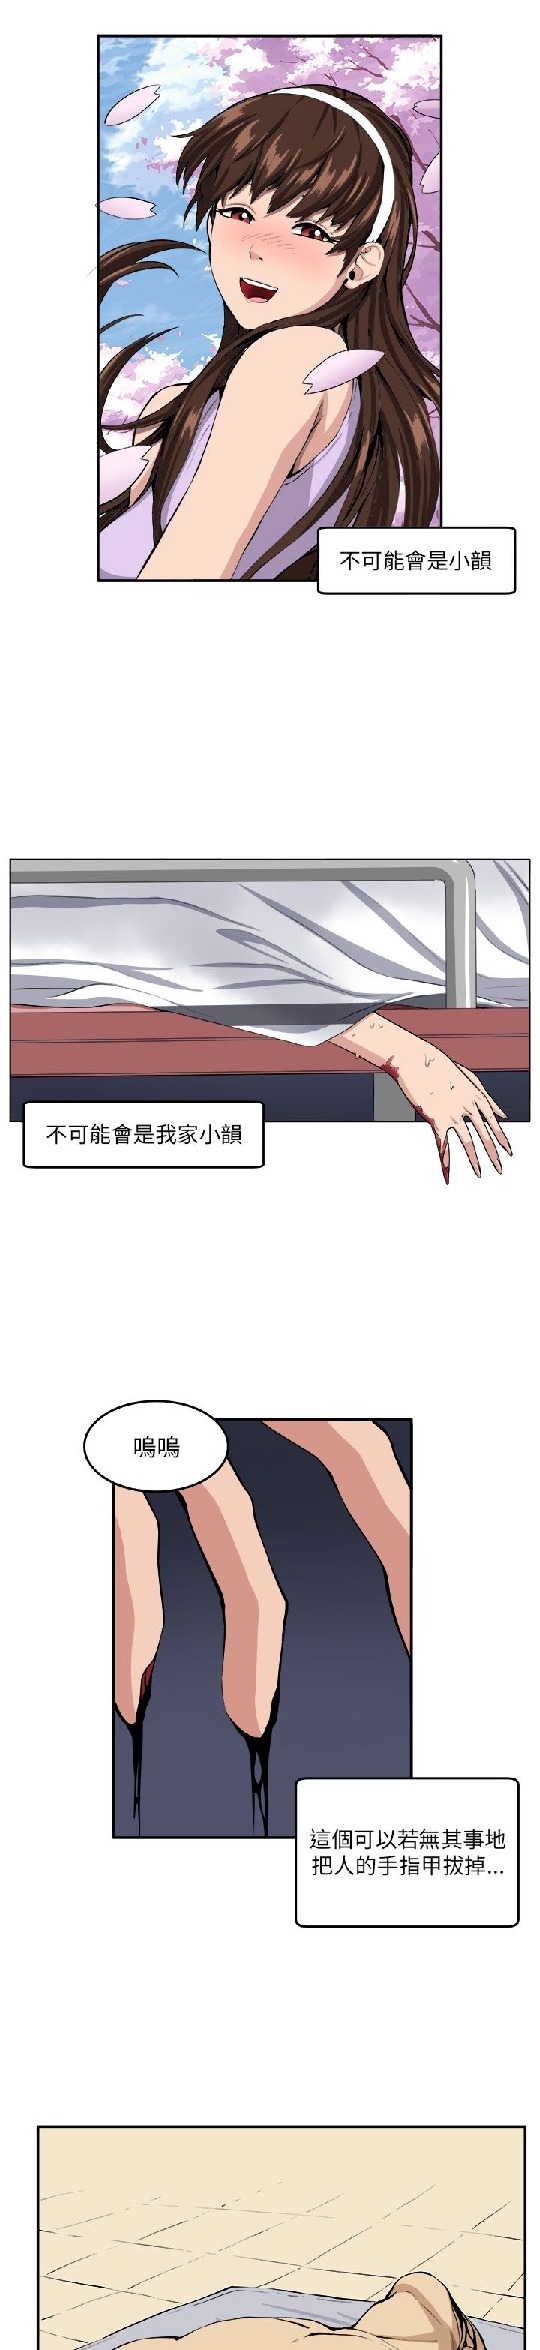 不可能會是小韻
不可能會是我家小韻
嗚嗚
這個可以若無其事地
把人的手指甲拔掉...